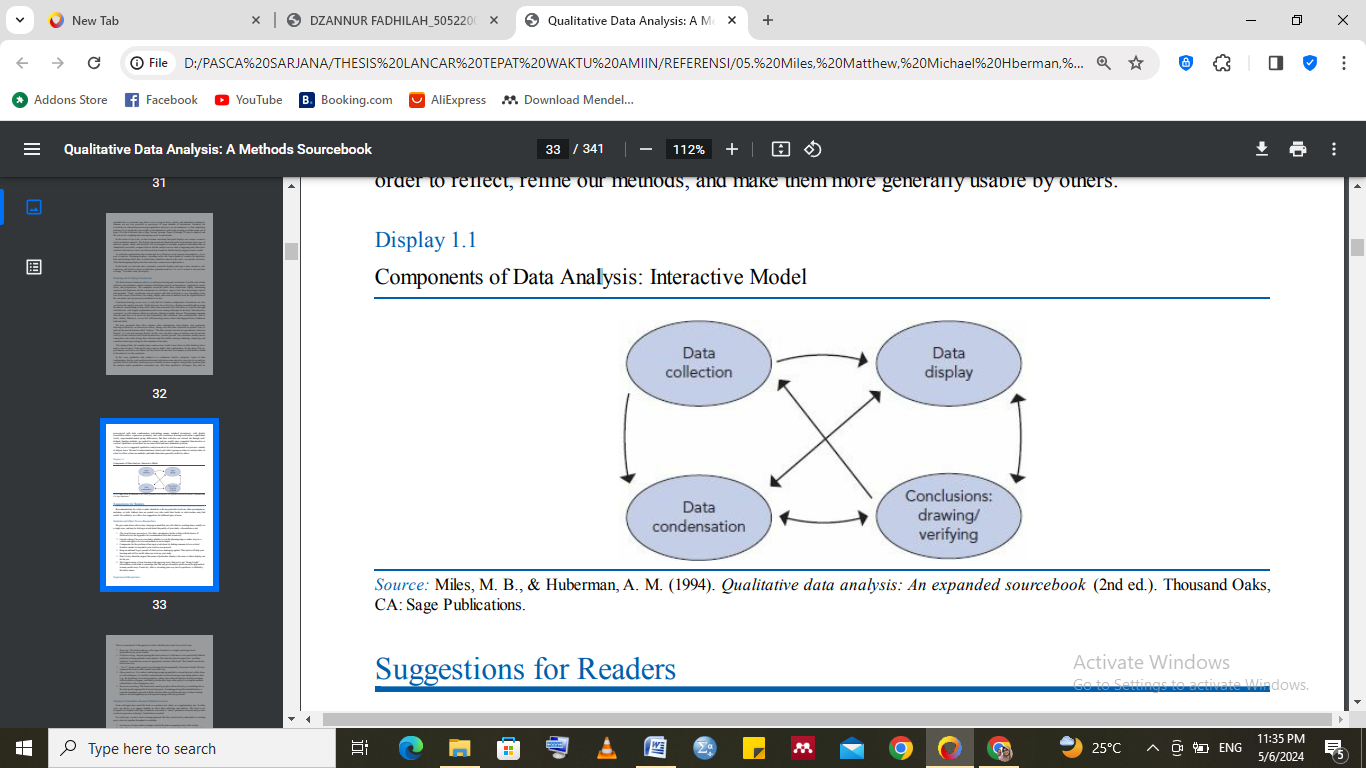 New Tab
DZANNUR FADHILAH_505220
Qualitative Data Analysis: A Me
File
D:/PASCA%20SARJANA/THESIS%20LANCAR%20TEPAT%20WAKTU%20AMIIN/REFERENSI/05.%20Miles,%20Matthew,%20Michael%20Hberman,%...
Addons Store
Facebook
YouTube
Booking.com
AliExpress
Download Mendel...
Qualitative Data Analysis: A Methods Sourcebook
33 / 341
112%
31
32
33
order to reflect, refine our methods, and make them more generally usable by others.
Display 1.1
Components of Data Analysis: Interactive Model
Data
collection
Data
display
Data
condensation
Conclusions:
drawing/
verifying
Source: Miles, M. B., & Huberman, A. M. (1994). Qualitative data analysis: An expanded sourcebook (2nd ed.). Thousand Oaks,
CA: Sage Publications.
Suggestions for Readers
Activate Windows
Go to Settings to activate Windows.
Type here to search
25°C
ENG
11:35 PM
5/6/2024
5